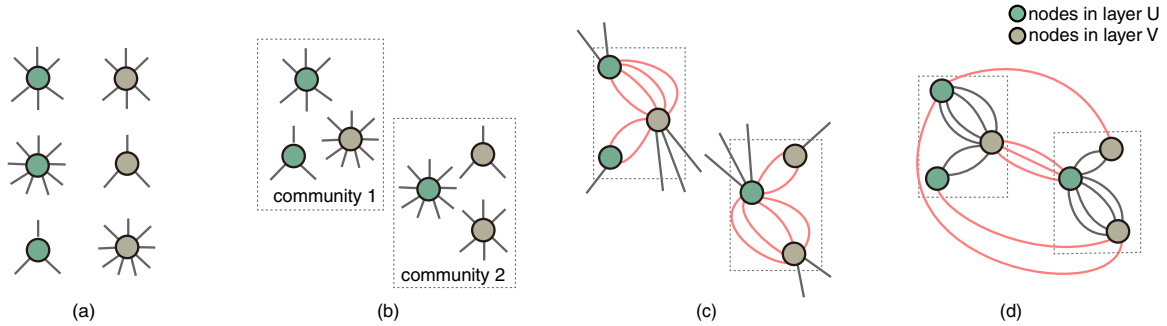 nodes in layer U
nodes in layer V
community 1
community 2
(a)
(b)
(c)
(d)